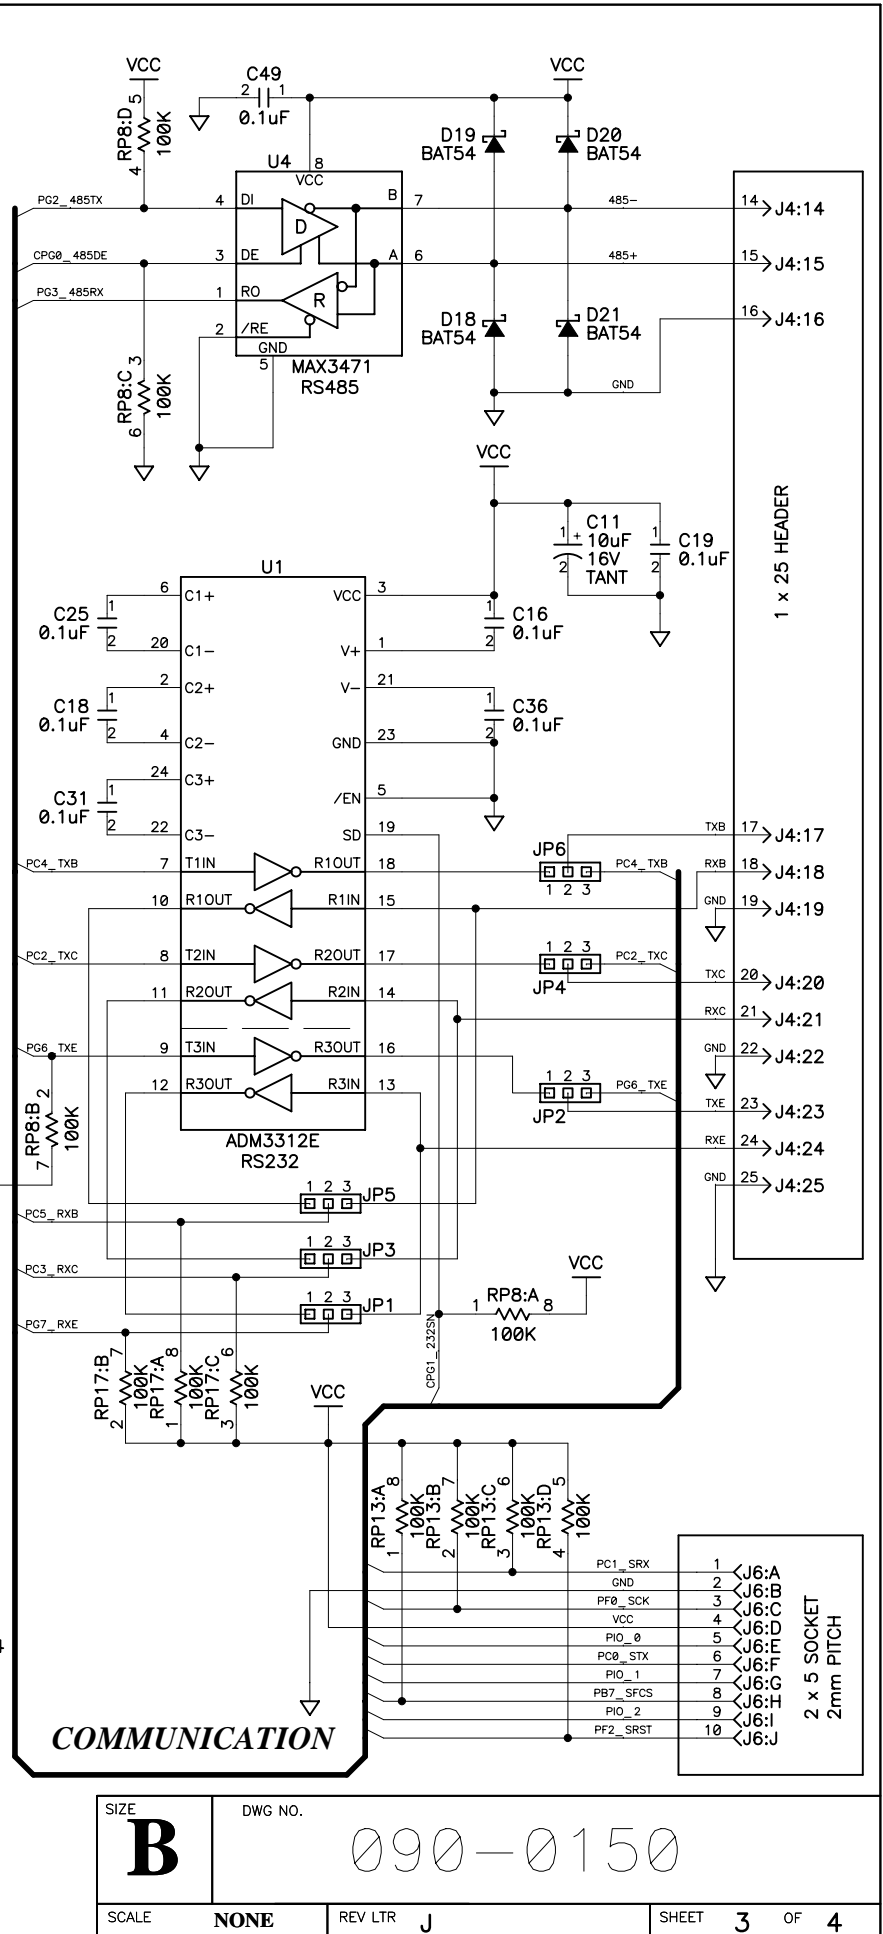 VCC
C49
2 1
0.1uF
VCC
RP8:D
5
4
100K
D19
BAT54
D20
BAT54
U4
8
VCC
PG2_485TX
4 DI
D
B 7
485-
14 J4:14
CPG0_485DE
3 DE
A 6
485+
15 J4:15
PG3_485RX
1 RO
R
2 /RE
GND
5
MAX3471
RS485
D18
BAT54
D21
BAT54
16 J4:16
GND
RP8:C
3
6
100K
VCC
1 x 25 HEADER
1 +
2
C11
10uF
16V
TANT
1
2
C19
0.1uF
U1
C25
0.1uF
1
2
6 C1+
20 C1-
VCC 3
V+ 1
1
2
C16
0.1uF
C18
0.1uF
1
2
2 C2+
4 C2-
V- 21
GND 23
1
2
C36
0.1uF
C31
0.1uF
1
2
24 C3+
22 C3-
/EN 5
SD 19
TXB 17 J4:17
PC4_TXB
7 T1IN
R1OUT 18
JP6
1 2 3
PC4_TXB
RXB 18 J4:18
10 R1OUT
R1IN 15
GND 19 J4:19
PC2_TXC
8 T2IN
R2OUT 17
1 2 3
JP4
PC2_TXC
TXC 20 J4:20
11 R2OUT
R2IN 14
RXC 21 J4:21
PG6_TXE
9 T3IN
R3OUT 16
GND 22 J4:22
12 R3OUT
R3IN 13
1 2 3
JP2
PG6_TXE
TXE 23 J4:23
RP8:B
2
7
100K
ADM3312E
RS232
RXE 24 J4:24
GND 25 J4:25
1 2 3
JP5
PC5_RXB
1 2 3
JP3
PC3_RXC
1 2 3
JP1
PG7_RXE
VCC
RP8:A
1 8
100K
CPG1_232SN
RP17:B
7
2
100K
RP17:A
8
1
100K
RP17:C
6
3
100K
VCC
RP13:A
8
1
100K
RP13:B
7
2
100K
RP13:C
6
3
100K
RP13:D
5
4
100K
PC1_SRX 1 J6:A
GND 2 J6:B
PF0_SCK 3 J6:C
VCC 4 J6:D
PIO_0 5 J6:E
PC0_STX 6 J6:F
PIO_1 7 J6:G
PB7_SFCS 8 J6:H
PIO_2 9 J6:I
PF2_SRST 10 J6:J
2 x 5 SOCKET
2mm PITCH
COMMUNICATION
SIZE
B
DWG NO.
090-0150
SCALE NONE
REV LTR J
SHEET 3 OF 4